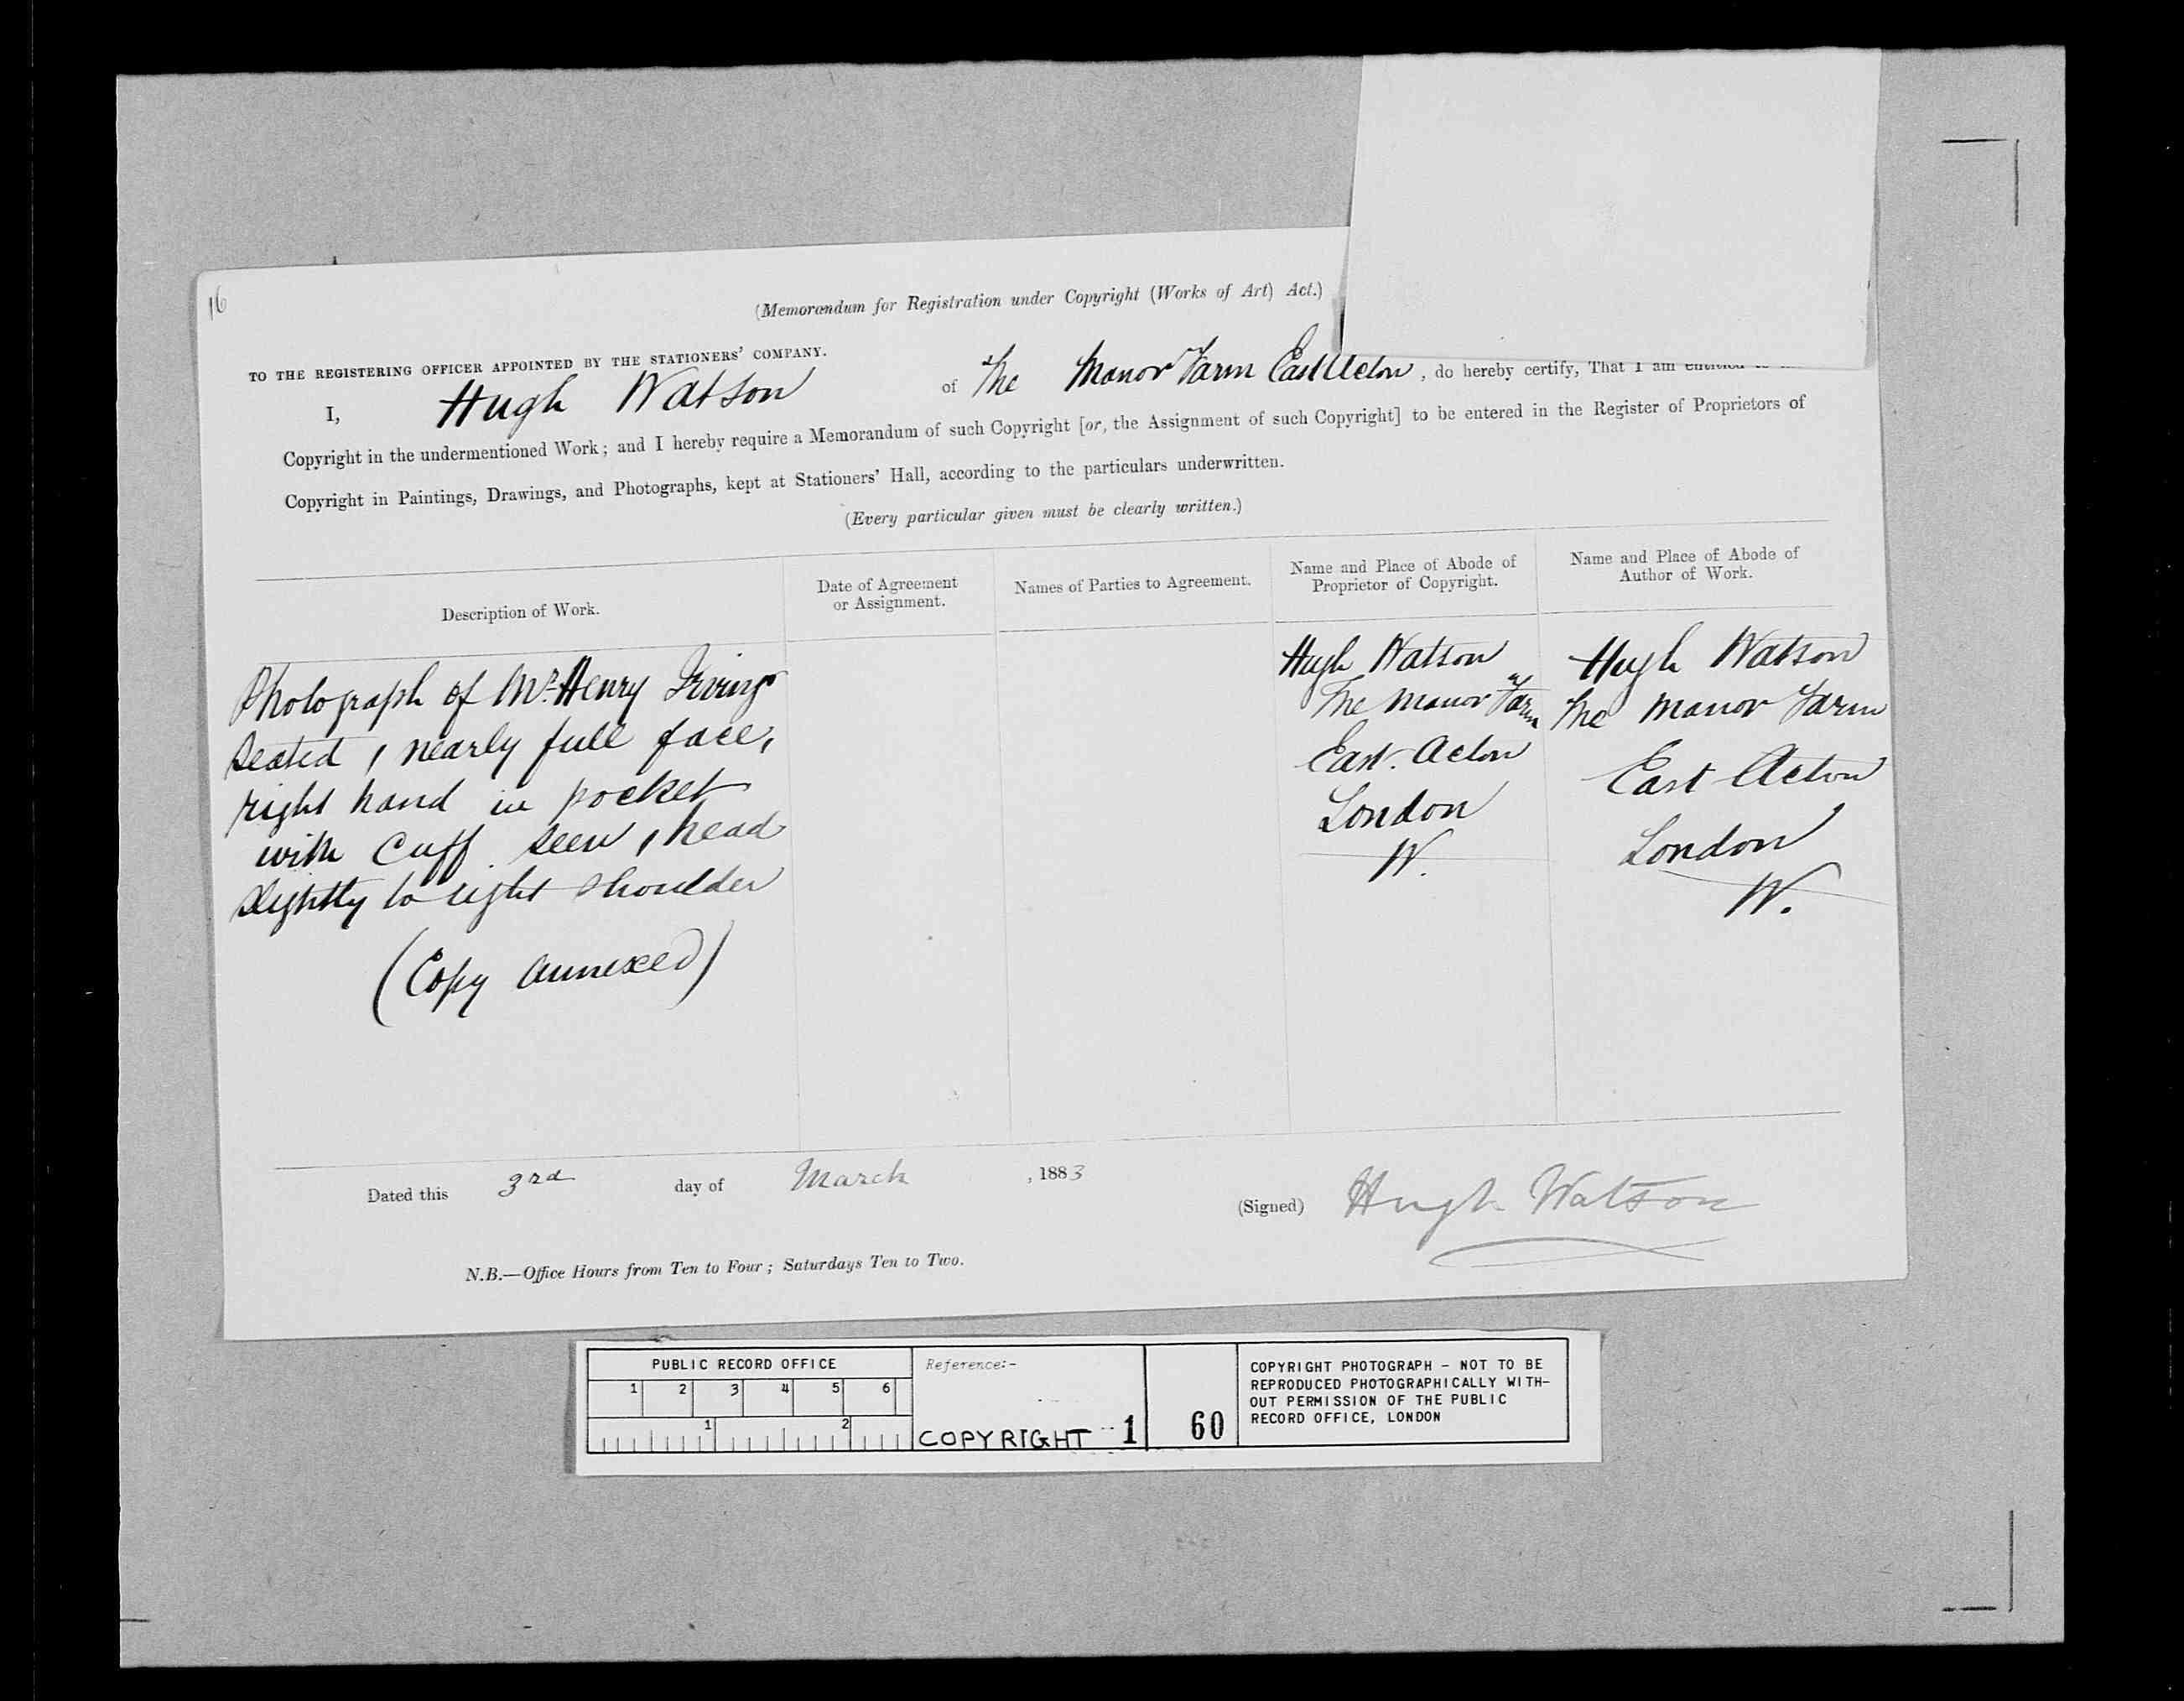 16
(Memorandum for Registration under Copyright (Works of Art) Act.)
TO THE REGISTERING OFFICER APPOINTED BY THE STATIONERS' COMPANY.
I, Hugh Watson of The Manor Farm East Acton, do hereby certify, That I am entitled
Copyright in the undermentioned Work; and I hereby require a Memorandum of such Copyright [or, the Assignment of such Copyright] to be entered in the Register of Proprietors of
Copyright in Paintings, Drawings, and Photographs, kept at Stationers' Hall, according to the particulars underwritten.
(Every particular given must be clearly written.)
Description of Work.
Date of Agreement
or Assignment.
Names of Parties to Agreement.
Name and Place of Abode of
Proprietor of Copyright.
Name and Place of Abode of
Author of Work.
Photograph of Mr. Henry Irving
seated, nearly full face,
right hand in pocket
with cuff seen, head
slightly to right shoulder
(Copy annexed)
Hugh Watson
The Manor Farm
East Acton
London
W.
Hugh Watson
The Manor Farm
East Acton
London
W.
Dated this 3rd day of March, 1883
(Signed) Hugh Watson
N.B.—Office Hours from Ten to Four; Saturdays Ten to Two.
PUBLIC RECORD OFFICE
1 2 3 4 5 6
1 2
Reference:-
COPYRIGHT 1 60
COPYRIGHT PHOTOGRAPH - NOT TO BE
REPRODUCED PHOTOGRAPHICALLY WITH-
OUT PERMISSION OF THE PUBLIC
RECORD OFFICE, LONDON